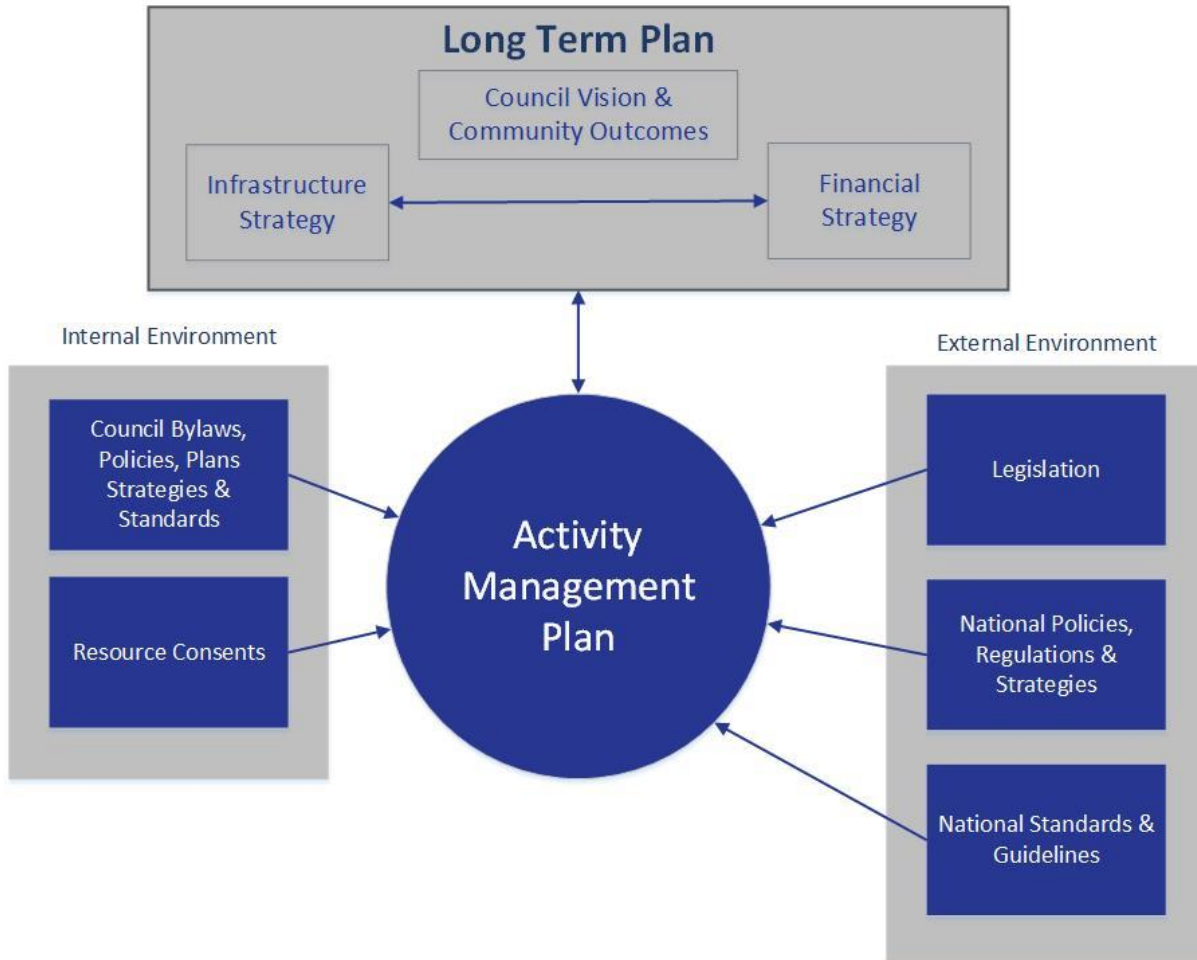 Long Term Plan
Council Vision &
Community Outcomes
Infrastructure
Strategy
Financial
Strategy
Internal Environment
External Environment
Council Bylaws,
Policies, Plans
Strategies &
Standards
Resource Consents
Activity
Management
Plan
Legislation
National Policies,
Regulations &
Strategies
National Standards &
Guidelines